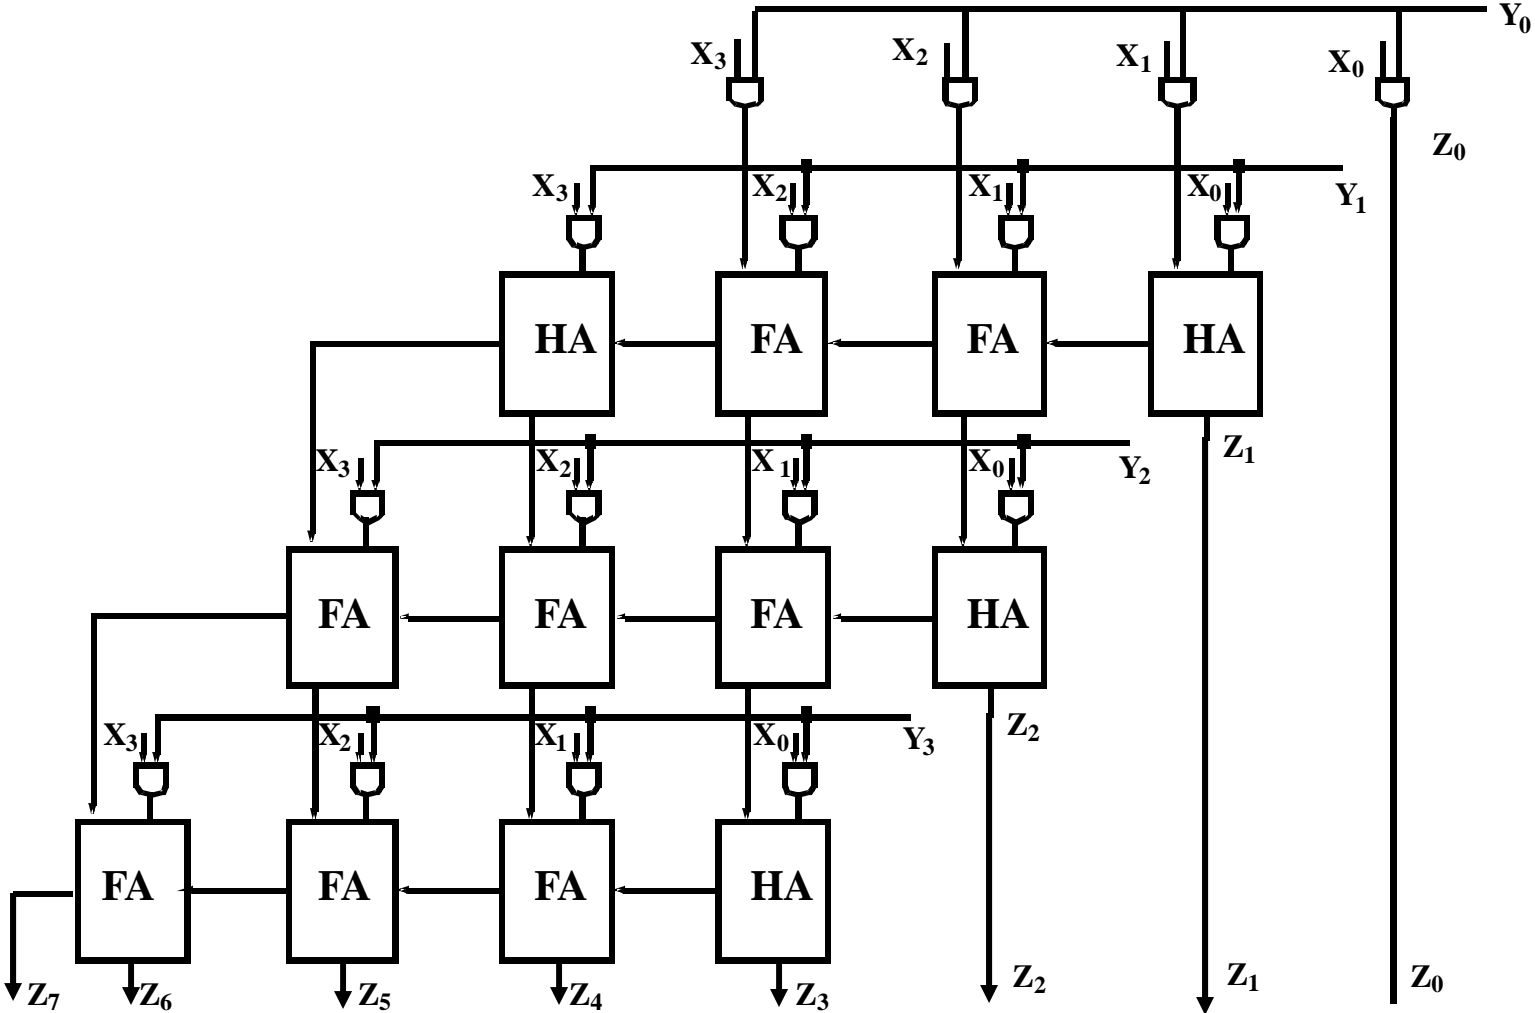 Y0
X3 X2 X1 X0
Z0
X3 X2 X1 X0 Y1
HA FA FA HA
X3 X2 X1 X0 Y2 Z1
FA FA FA HA
X3 X2 X1 X0 Y3 Z2
FA FA FA HA
Z7 Z6 Z5 Z4 Z3 Z2 Z1 Z0